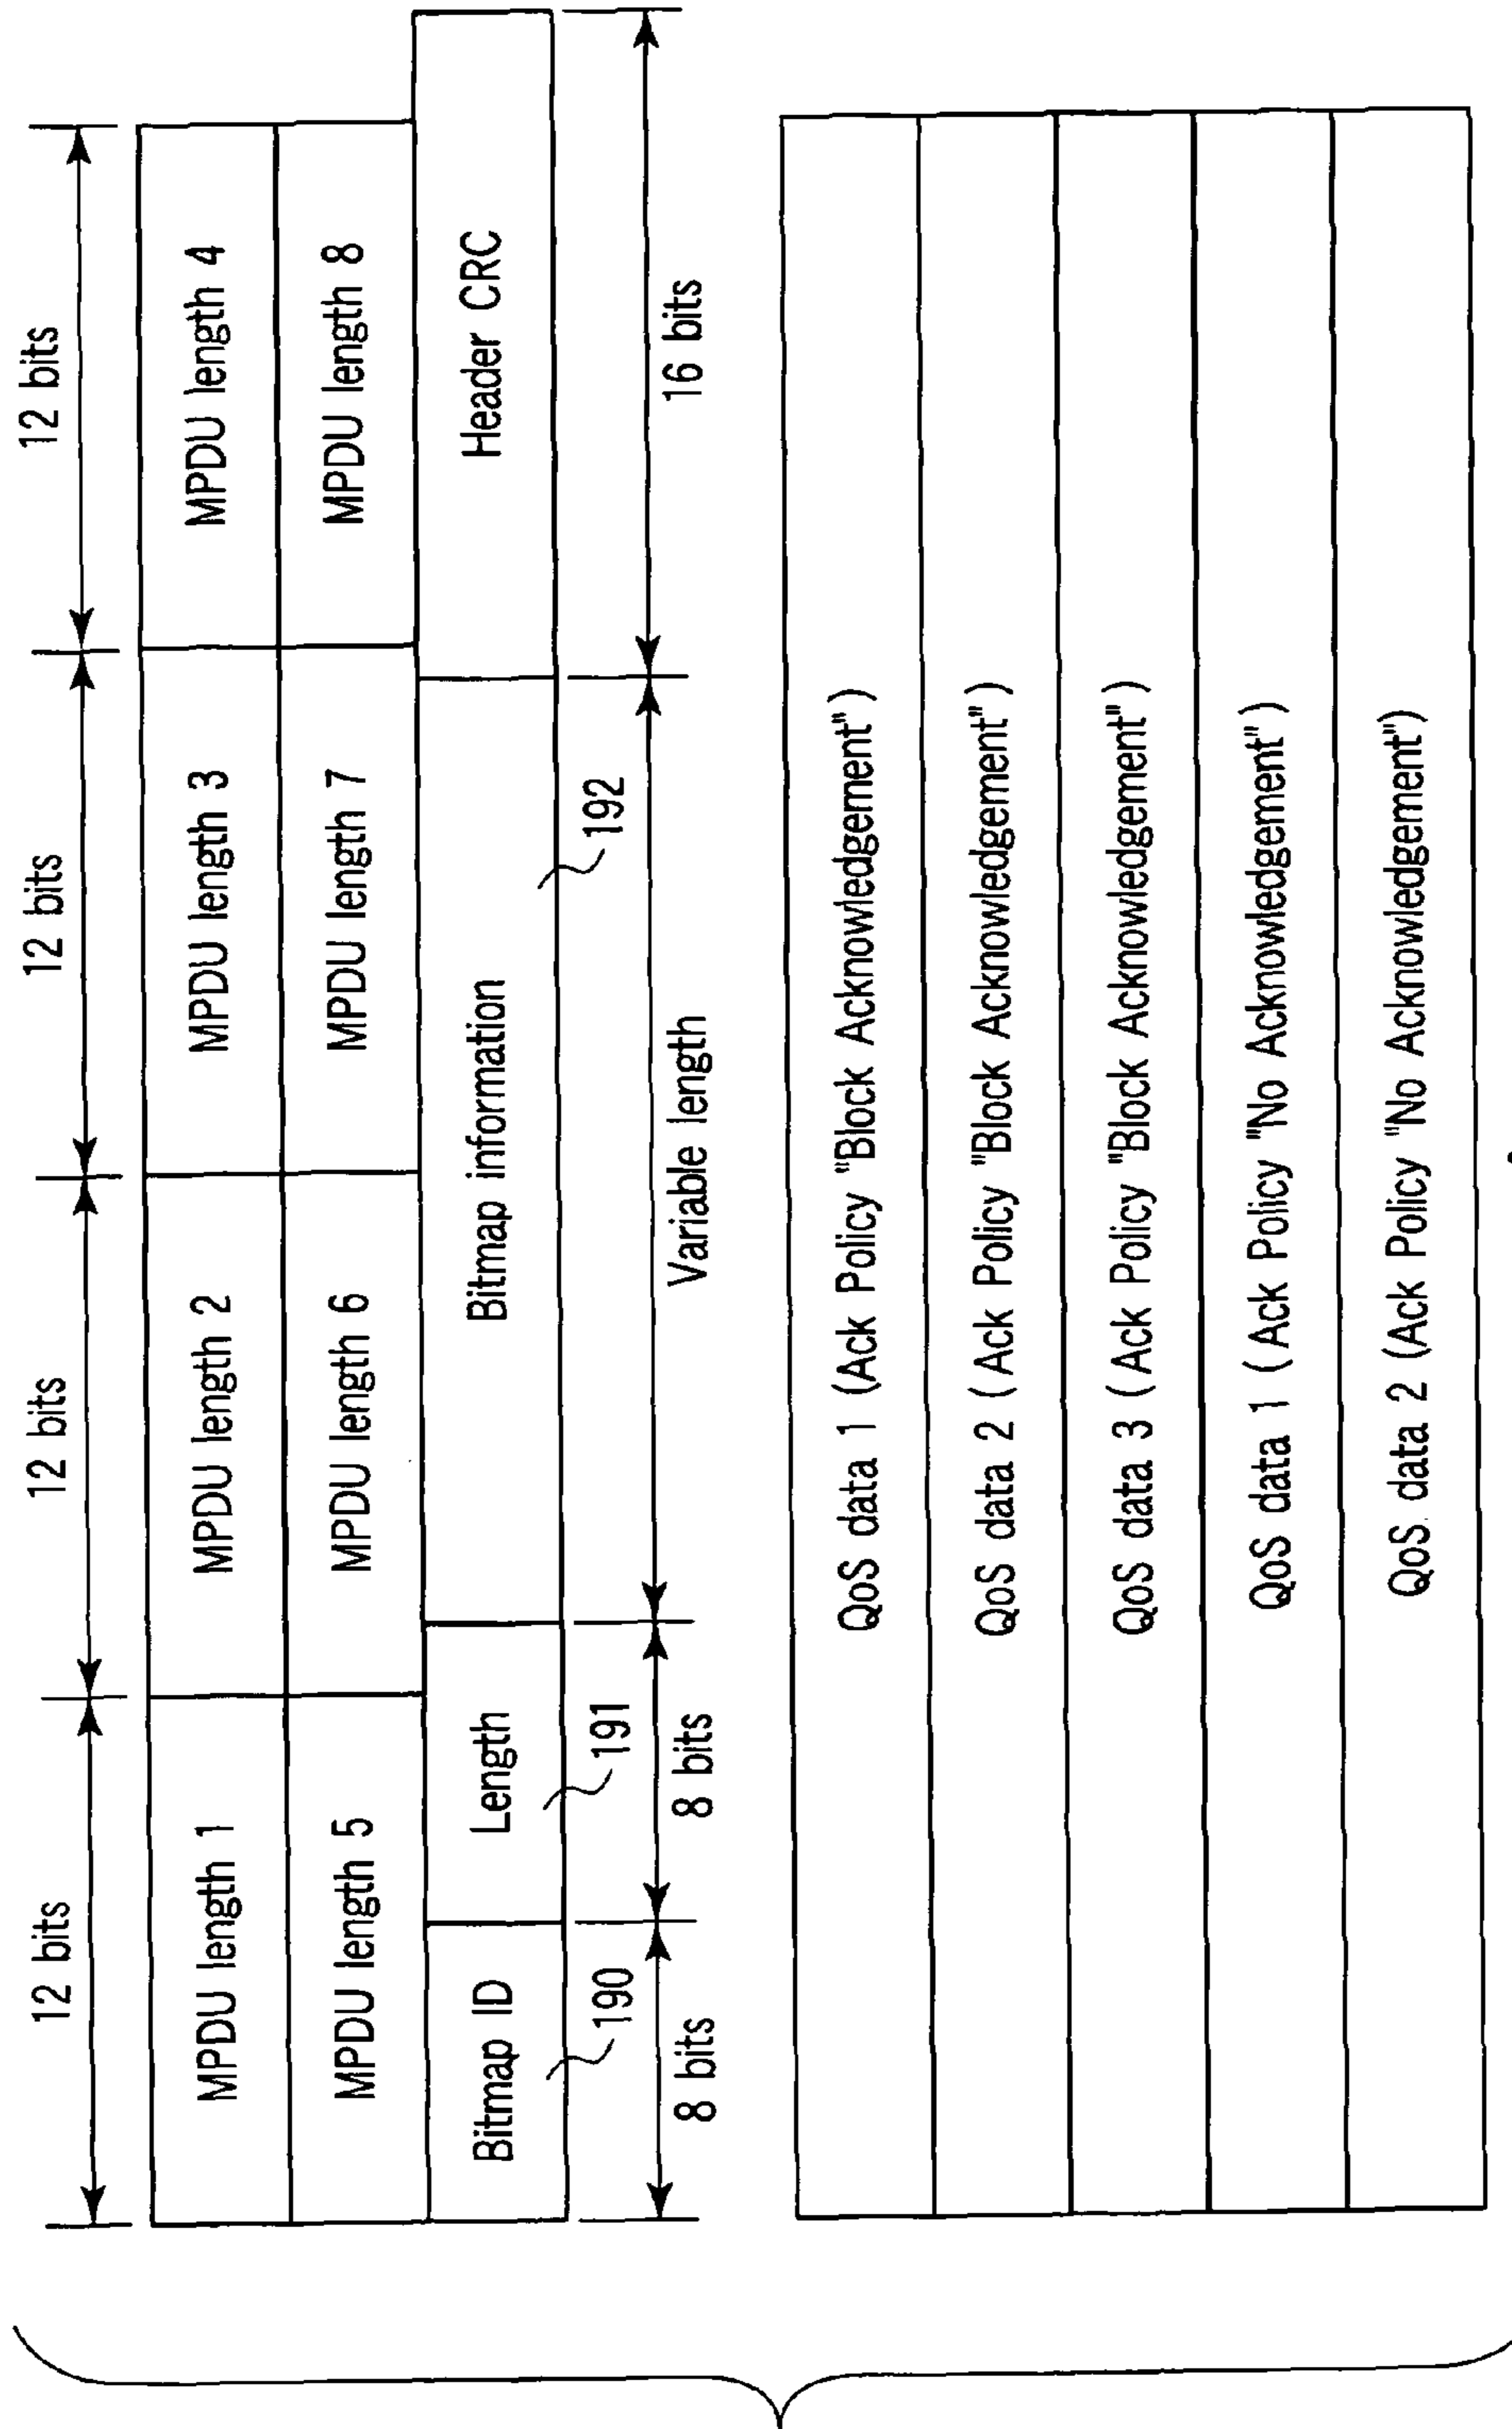 12 bits 12 bits 12 bits 12 bits
MPDU length 1 MPDU length 2 MPDU length 3 MPDU length 4
MPDU length 5 MPDU length 6 MPDU length 7 MPDU length 8
Bitmap ID Length Bitmap information Header CRC
190 191 192
8 bits 8 bits Variable length 16 bits
QoS data 1 (Ack Policy "Block Acknowledgement")
QoS data 2 (Ack Policy "Block Acknowledgement")
QoS data 3 (Ack Policy "Block Acknowledgement")
QoS data 1 (Ack Policy "No Acknowledgement")
QoS data 2 (Ack Policy "No Acknowledgement")